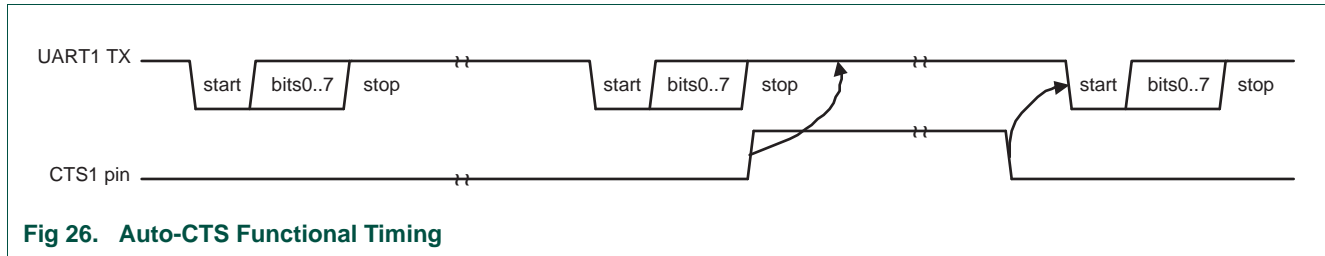 UART1 TX
start bits0..7 stop
start bits0..7 stop
start bits0..7 stop
CTS1 pin
Fig 26. Auto-CTS Functional Timing